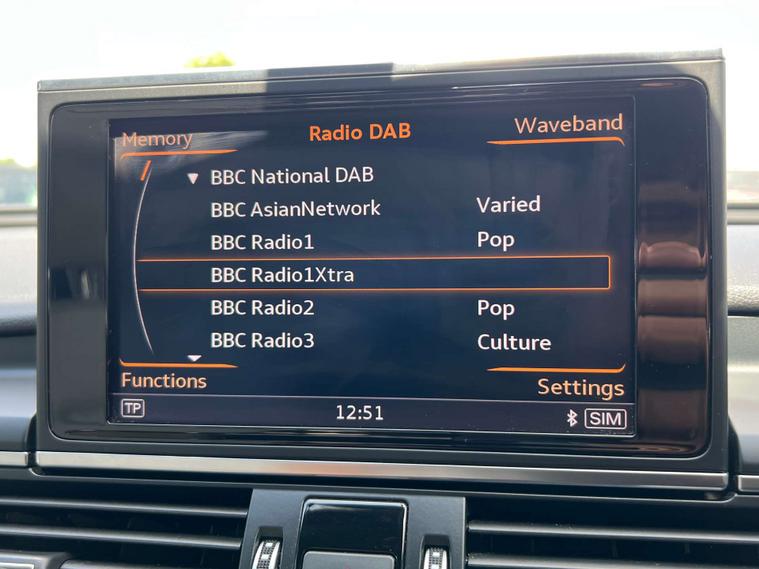 Memory Radio DAB Waveband
BBC National DAB
BBC AsianNetwork Varied
BBC Radio1 Pop
BBC Radio1Xtra
BBC Radio2 Pop
BBC Radio3 Culture
Functions Settings
TP 12:51 SIM